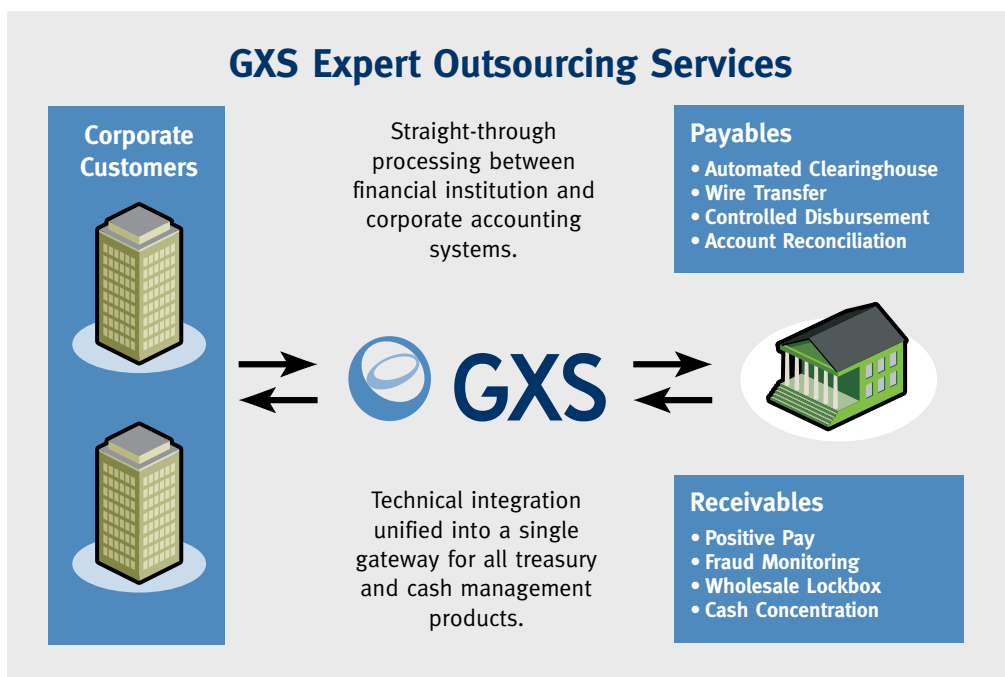 GXS Expert Outsourcing Services
Corporate
Customers
Straight-through
processing between
financial institution and
corporate accounting
systems.
Payables
• Automated Clearinghouse
• Wire Transfer
• Controlled Disbursement
• Account Reconciliation
GXS
Technical integration
unified into a single
gateway for all treasury
and cash management
products.
Receivables
• Positive Pay
• Fraud Monitoring
• Wholesale Lockbox
• Cash Concentration